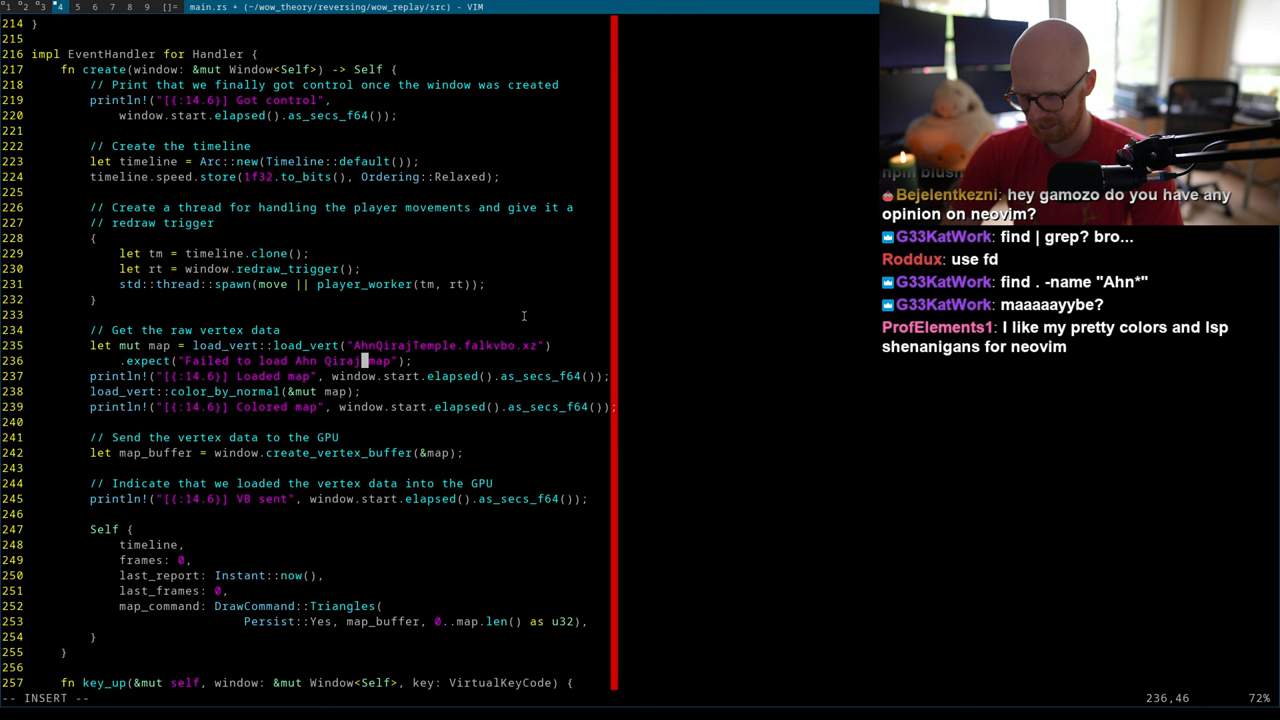 1 2 3 4 5 6 7 8 9 []= main.rs + (~/wow_theory/reversing/wow_replay/src) - VIM
214 }
215
216 impl EventHandler for Handler {
217     fn create(window: &mut Window<Self>) -> Self {
218         // Print that we finally got control once the window was created
219         println!("[{:14.6}] Got control",
220             window.start.elapsed().as_secs_f64());
221
222         // Create the timeline
223         let timeline = Arc::new(Timeline::default());
224         timeline.speed.store(1f32.to_bits(), Ordering::Relaxed);
225
226         // Create a thread for handling the player movements and give it a
227         // redraw trigger
228         {
229             let tm = timeline.clone();
230             let rt = window.redraw_trigger();
231             std::thread::spawn(move || player_worker(tm, rt));
232         }
233
234         // Get the raw vertex data
235         let mut map = load_vert::load_vert("AhnQirajTemple.falkvbo.xz")
236             .expect("Failed to load Ahn Qiraj map");
237         println!("[{:14.6}] Loaded map", window.start.elapsed().as_secs_f64());
238         load_vert::color_by_normal(&mut map);
239         println!("[{:14.6}] Colored map", window.start.elapsed().as_secs_f64());
240
241         // Send the vertex data to the GPU
242         let map_buffer = window.create_vertex_buffer(&map);
243
244         // Indicate that we loaded the vertex data into the GPU
245         println!("[{:14.6}] VB sent", window.start.elapsed().as_secs_f64());
246
247         Self {
248             timeline,
249             frames: 0,
250             last_report: Instant::now(),
251             last_frames: 0,
252             map_command: DrawCommand::Triangles(
253                              Persist::Yes, map_buffer, 0..map.len() as u32),
254         }
255     }
256
257     fn key_up(&mut self, window: &mut Window<Self>, key: VirtualKeyCode) {
-- INSERT -- 236,46 72%
npm blush
Bejelentkezni: hey gamozo do you have any
opinion on neovim?
G33KatWork: find | grep? bro...
Roddux: use fd
G33KatWork: find . -name "Ahn*"
G33KatWork: maaaaayybe?
ProfElements1: I like my pretty colors and lsp
shenanigans for neovim